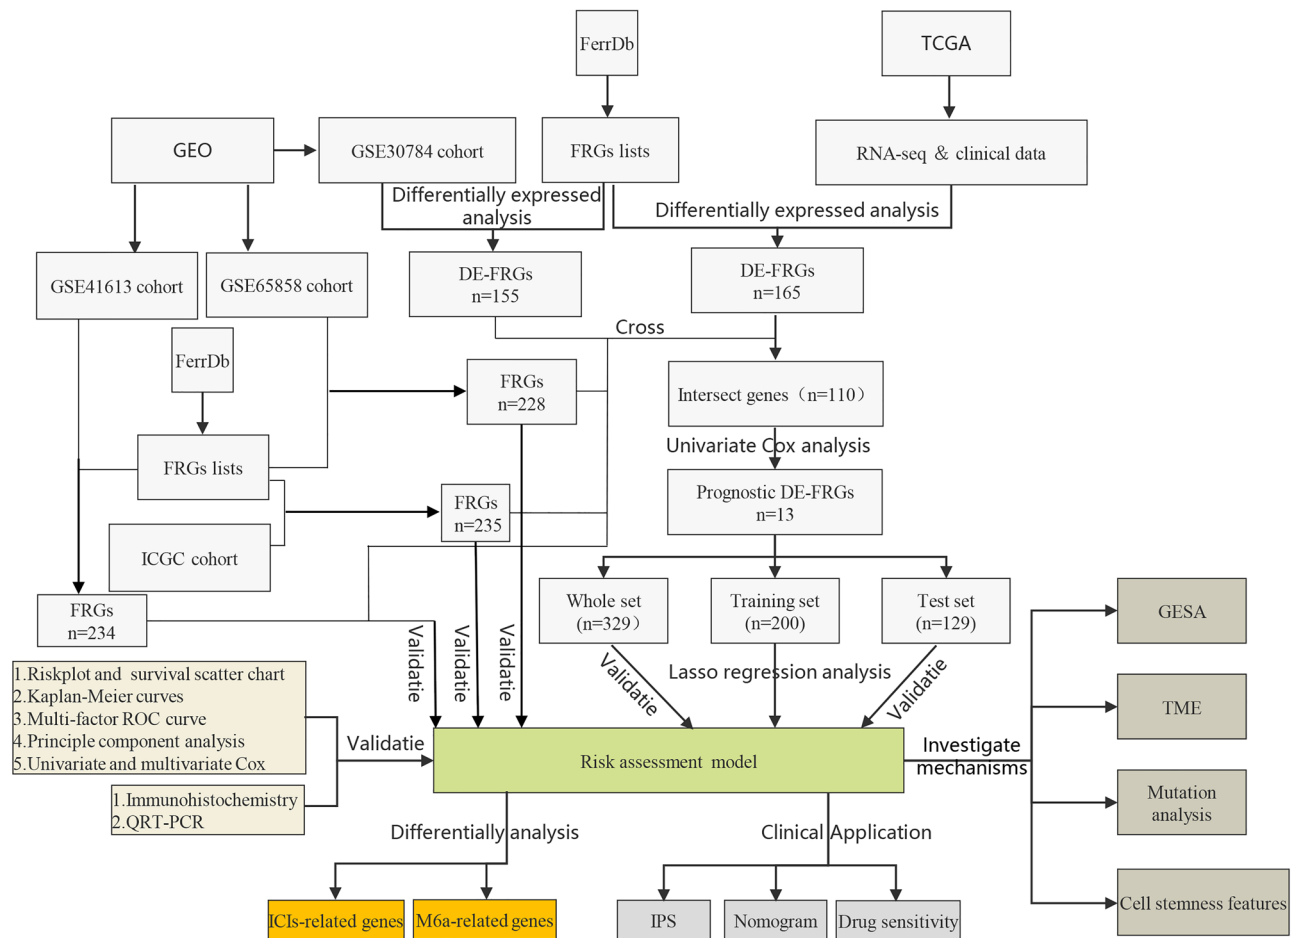 FerrDb
TCGA
GEO
GSE30784 cohort
FRGs lists
RNA-seq & clinical data
Differentially expressed
analysis
Differentially expressed analysis
GSE41613 cohort
GSE65858 cohort
DE-FRGs
n=155
DE-FRGs
n=165
Cross
FerrDb
FRGs
n=228
Intersect genes（n=110）
Univariate Cox analysis
FRGs lists
FRGs
n=235
Prognostic DE-FRGs
n=13
ICGC cohort
FRGs
n=234
Whole set
(n=329）
Training set
(n=200)
Test set
(n=129)
GESA
Validatie
Validatie
Validatie
Validatie
Lasso regression analysis
Validatie
1.Riskplot and survival scatter chart
2.Kaplan-Meier curves
3.Multi-factor ROC curve
4.Principle component analysis
5.Univariate and multivariate Cox
TME
Validatie
Risk assessment model
Investigate
mechanisms
1.Immunohistochemistry
2.QRT-PCR
Mutation
analysis
Differentially analysis
Clinical Application
ICIs-related genes
M6a-related genes
IPS
Nomogram
Drug sensitivity
Cell stemness features